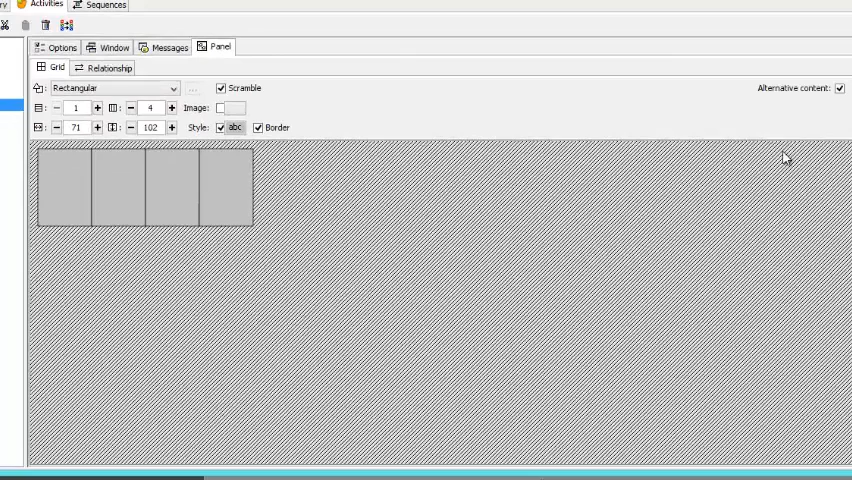 ry Activities Sequences
Options Window Messages Panel
Grid Relationship
Rectangular ... Scramble Alternative content:
1 4 Image:
71 102 Style: abc Border